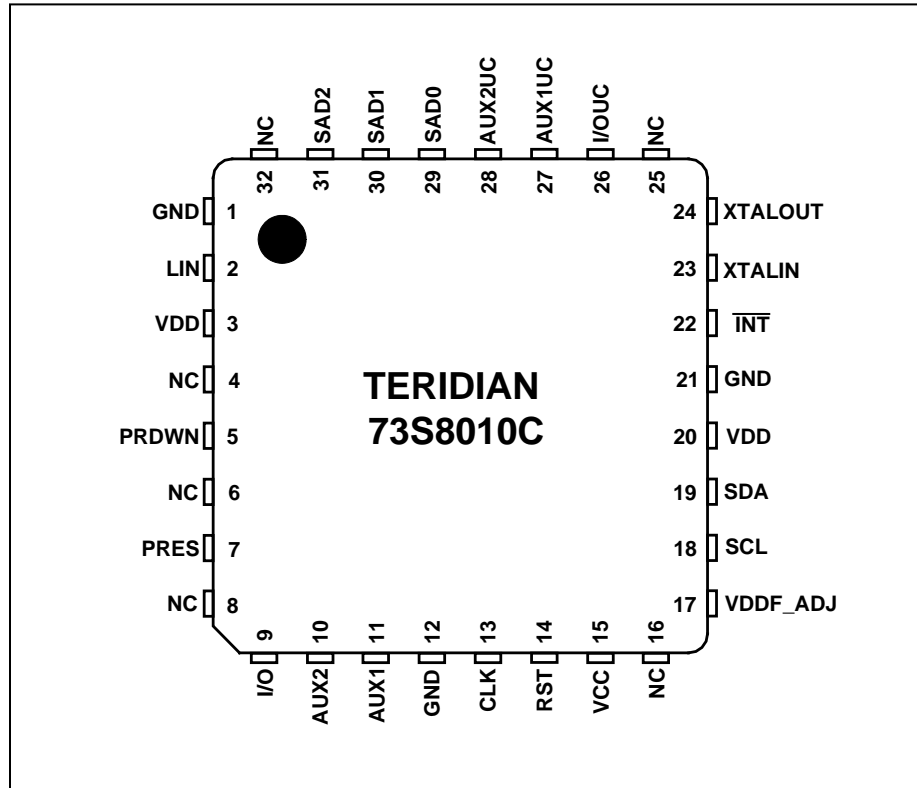 NC
SAD2
SAD1
SAD0
AUX2UC
AUX1UC
I/OUC
NC
32
31
30
29
28
27
26
25
GND 1
LIN 2
VDD 3
NC 4
PRDWN 5
NC 6
PRES 7
NC 8
TERIDIAN
73S8010C
24 XTALOUT
23 XTALIN
22 INT
21 GND
20 VDD
19 SDA
18 SCL
17 VDDF_ADJ
9
10
11
12
13
14
15
16
I/O
AUX2
AUX1
GND
CLK
RST
VCC
NC